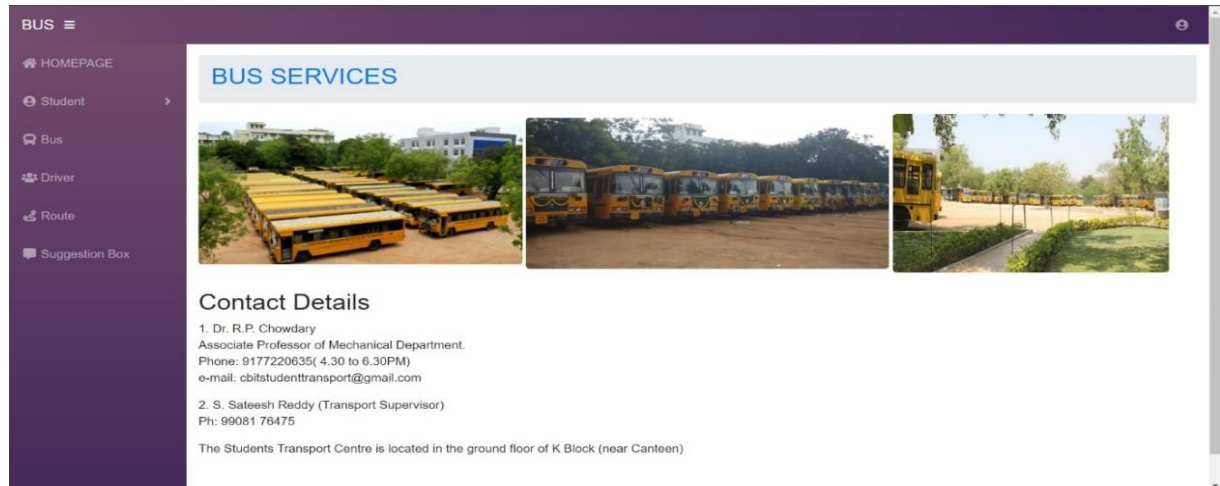 BUS
HOMEPAGE
Student
Bus
Driver
Route
Suggestion Box
BUS SERVICES
Contact Details
1. Dr. R.P. Chowdary
Associate Professor of Mechanical Department.
Phone: 9177220635( 4.30 to 6.30PM)
e-mail: cbitstudenttransport@gmail.com
2. S. Sateesh Reddy (Transport Supervisor)
Ph: 99081 76475
The Students Transport Centre is located in the ground floor of K Block (near Canteen)